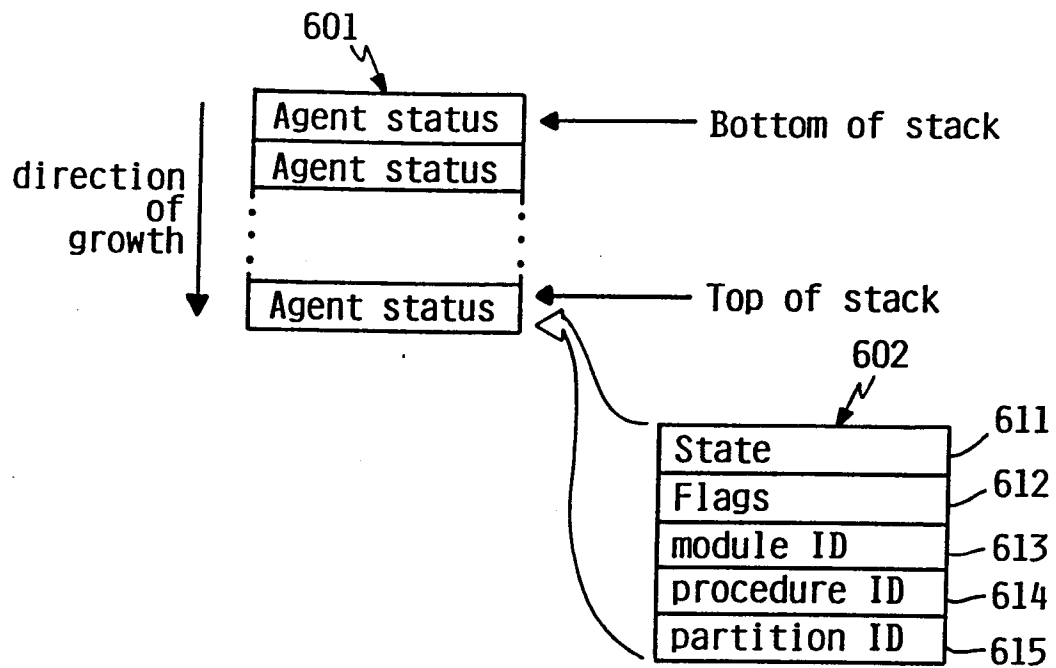 601
Agent status
Bottom of stack
Agent status
direction
of
growth
Agent status
Top of stack
602
State
611
Flags
612
module ID
613
procedure ID
614
partition ID
615